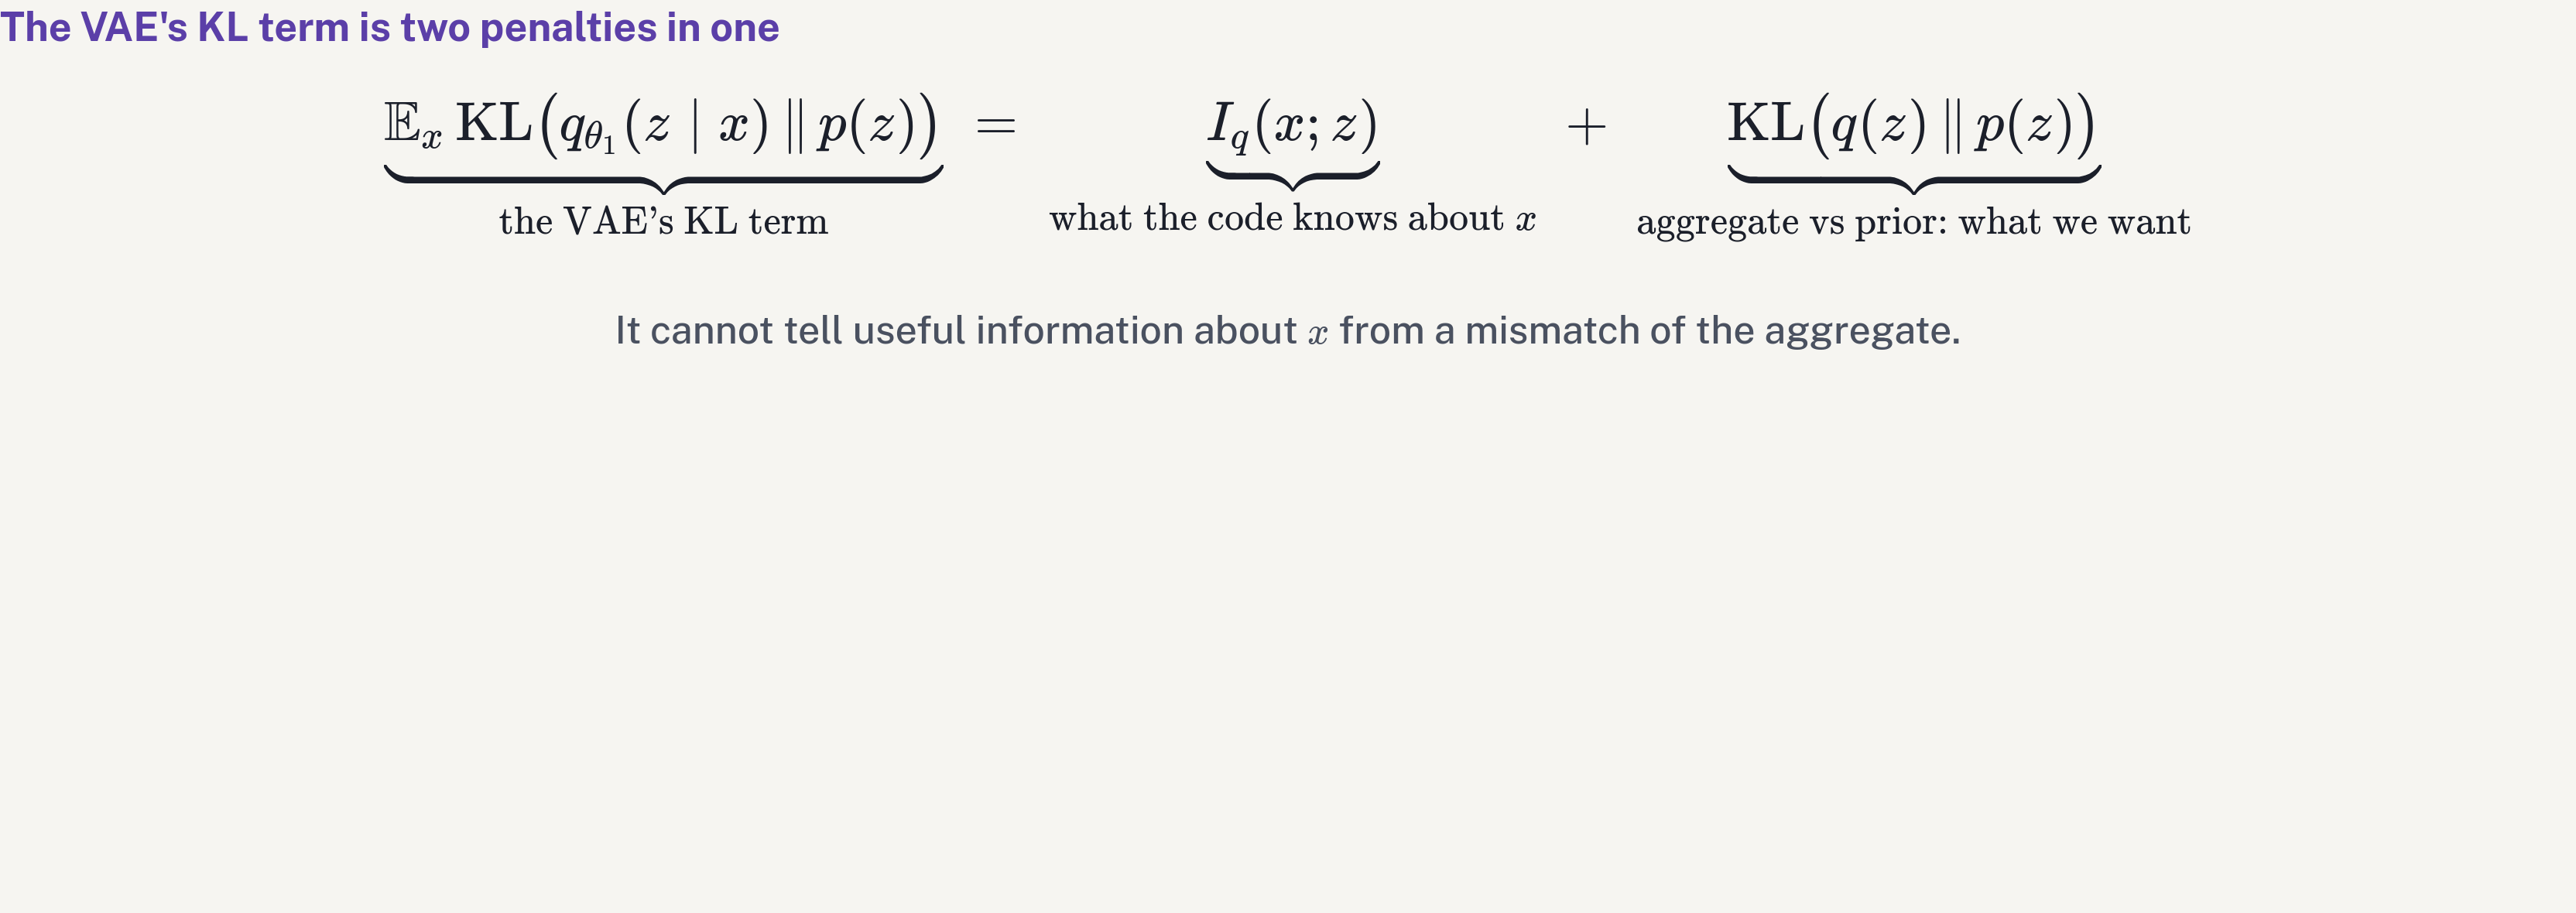 The VAE's KL term is two penalties in one
𝔼ₓ KL(q_{θ₁}(z | x) ‖ p(z)) = I_q(x; z) + KL(q(z) ‖ p(z))
the VAE's KL term what the code knows about x aggregate vs prior: what we want
It cannot tell useful information about x from a mismatch of the aggregate.